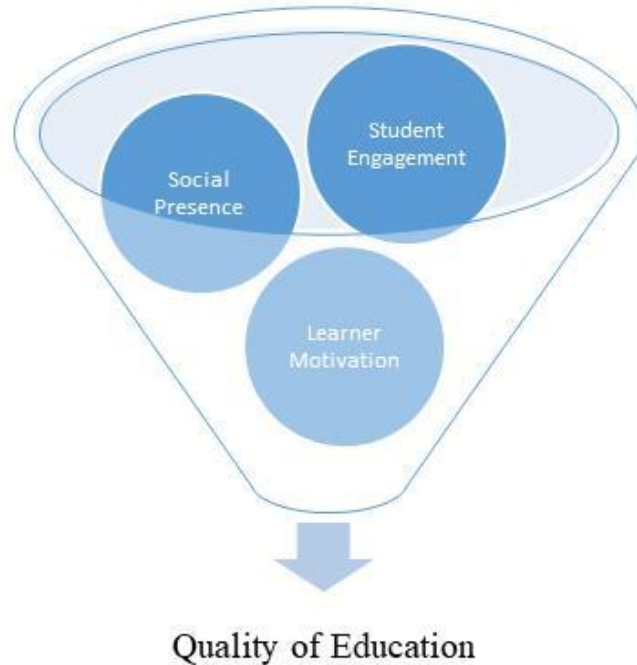 Student
Engagement
Social
Presence
Learner
Motivation
Quality of Education